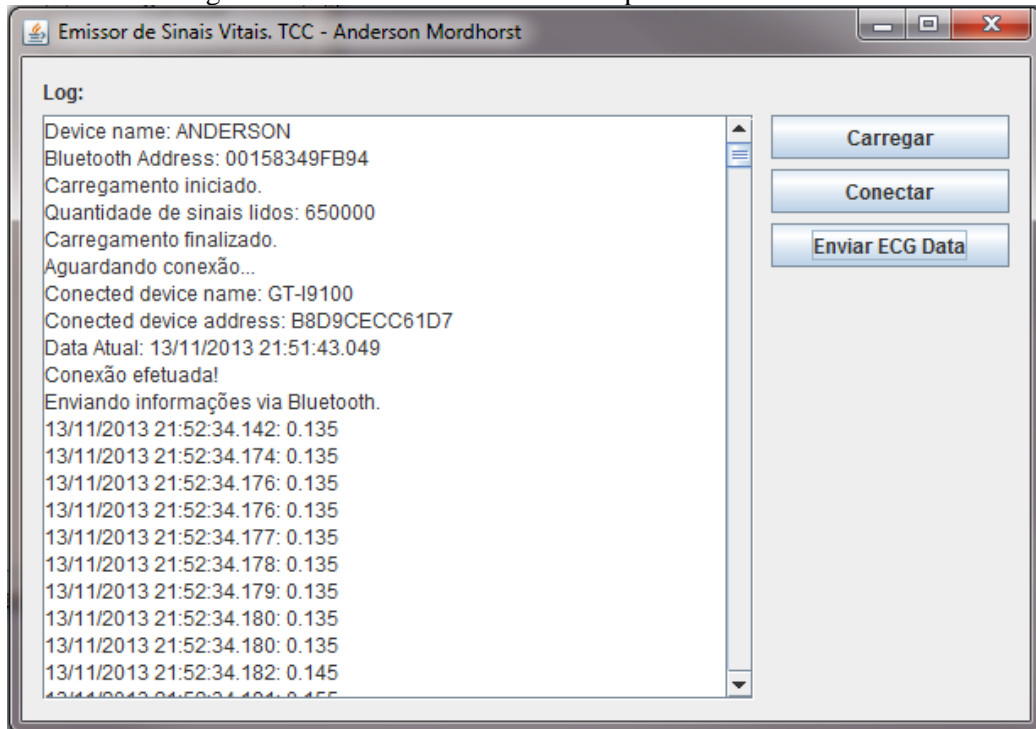 Emissor de Sinais Vitais. TCC - Anderson Mordhorst
Log:
Device name: ANDERSON
Bluetooth Address: 00158349FB94
Carregamento iniciado.
Quantidade de sinais lidos: 650000
Carregamento finalizado.
Aguardando conexão...
Conected device name: GT-I9100
Conected device address: B8D9CECC61D7
Data Atual: 13/11/2013 21:51:43.049
Conexão efetuada!
Enviando informações via Bluetooth.
13/11/2013 21:52:34.142: 0.135
13/11/2013 21:52:34.174: 0.135
13/11/2013 21:52:34.176: 0.135
13/11/2013 21:52:34.176: 0.135
13/11/2013 21:52:34.177: 0.135
13/11/2013 21:52:34.178: 0.135
13/11/2013 21:52:34.179: 0.135
13/11/2013 21:52:34.180: 0.135
13/11/2013 21:52:34.180: 0.135
13/11/2013 21:52:34.182: 0.145
Carregar
Conectar
Enviar ECG Data